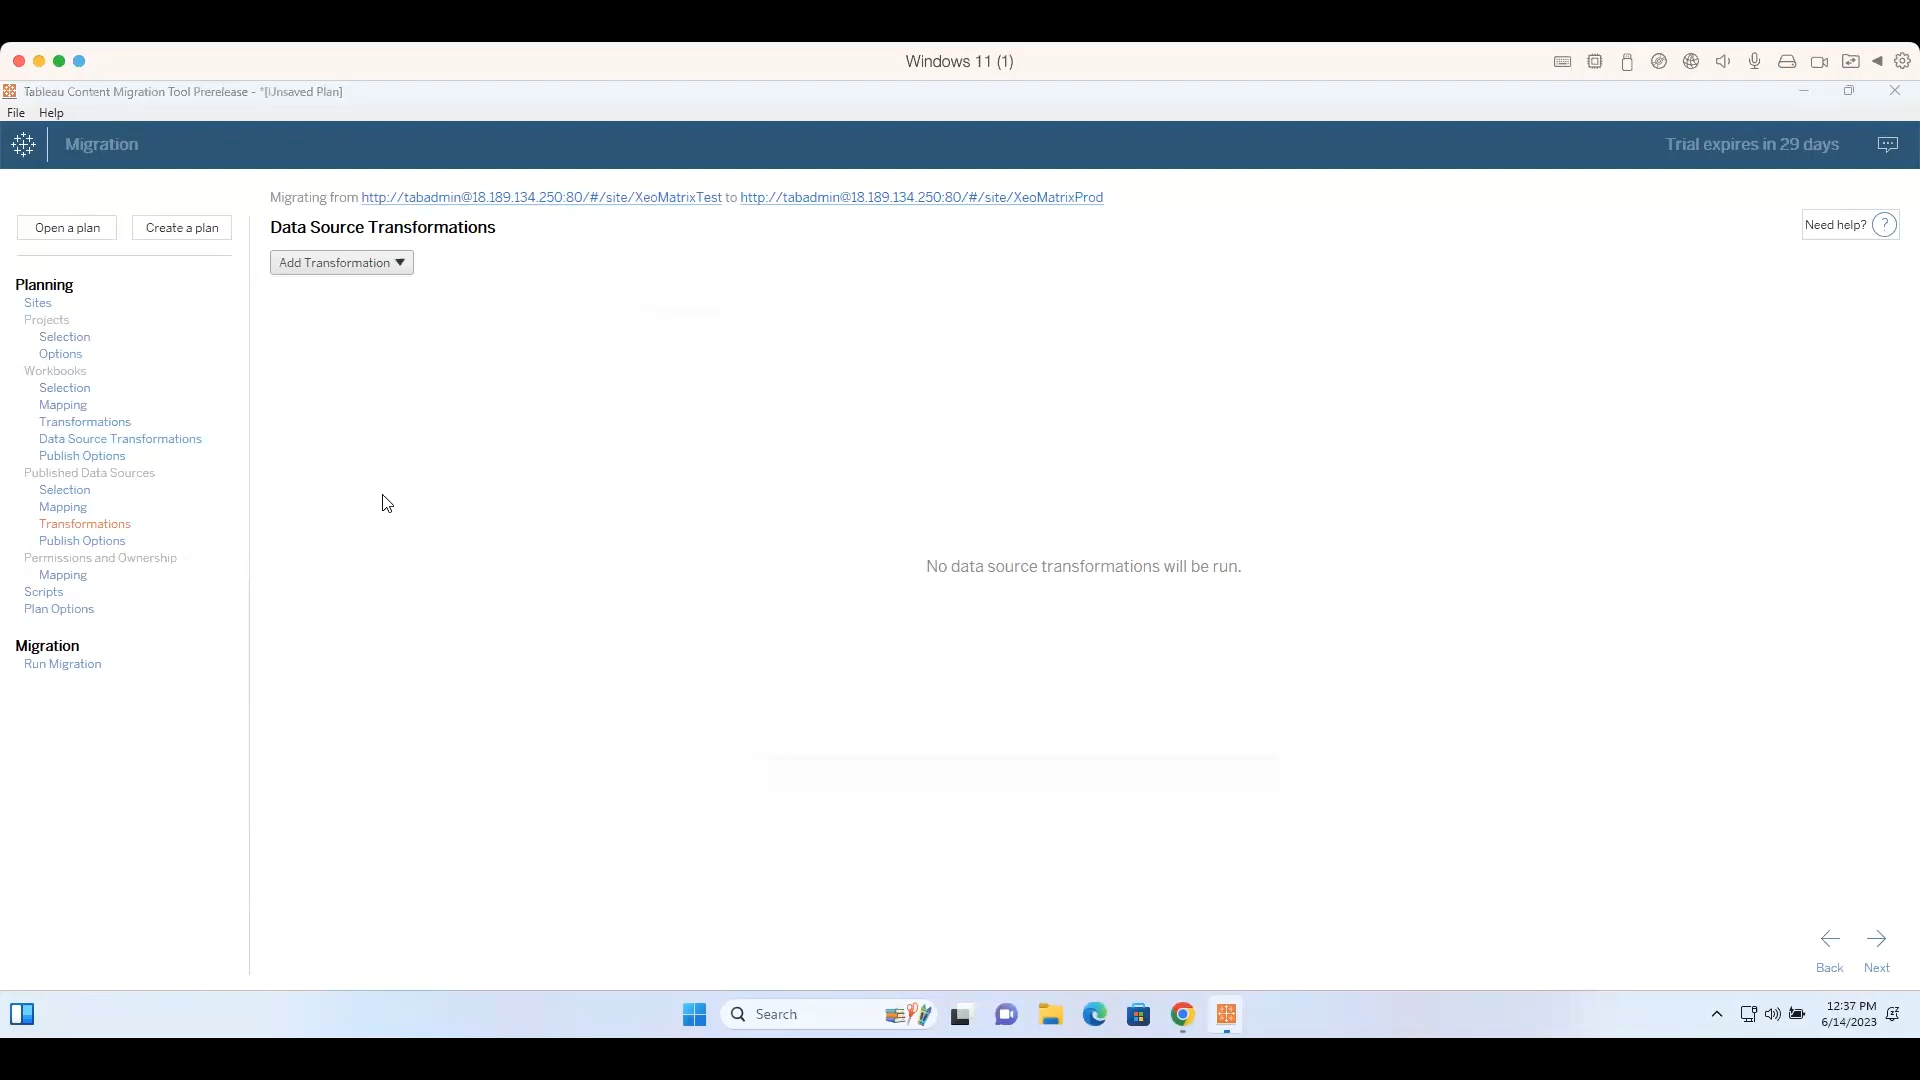 Windows 11 (1)
Tableau Content Migration Tool Prerelease - *[Unsaved Plan]
File Help
Migration
Trial expires in 29 days
Migrating from http://tabadmin@18.189.134.250:80/#/site/XeoMatrixTest to http://tabadmin@18.189.134.250:80/#/site/XeoMatrixProd
Open a plan
Create a plan
Data Source Transformations
Need help? ?
Add Transformation
Planning
Sites
Projects
Selection
Options
Workbooks
Selection
Mapping
Transformations
Data Source Transformations
Publish Options
Published Data Sources
Selection
Mapping
Transformations
Publish Options
Permissions and Ownership
Mapping
Scripts
Plan Options
Migration
Run Migration
No data source transformations will be run.
Back
Next
Search
12:37 PM
6/14/2023